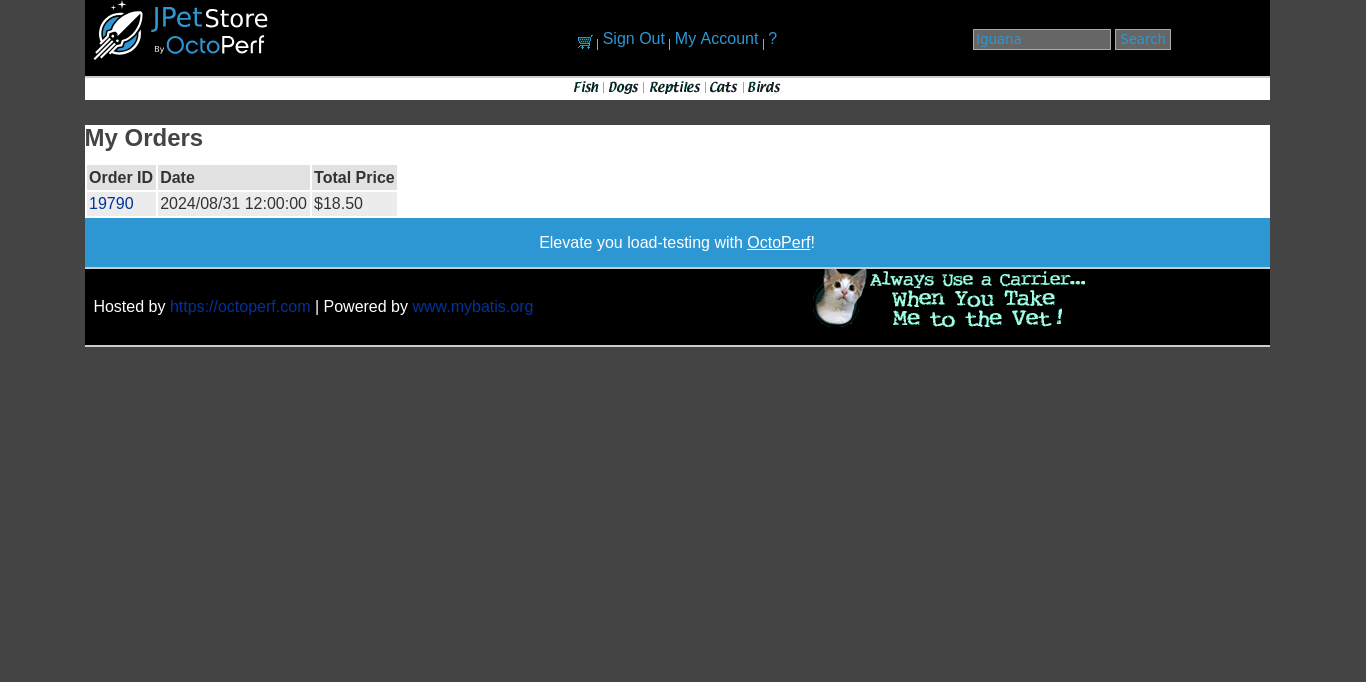 JPetStore
By OctoPerf
Sign Out My Account ?
Iguana Search
Fish Dogs Reptiles Cats Birds
My Orders
Order ID Date Total Price
19790 2024/08/31 12:00:00 $18.50
Elevate you load-testing with OctoPerf!
Hosted by https://octoperf.com | Powered by www.mybatis.org
Always Use a Carrier...
When You Take
Me to the Vet!